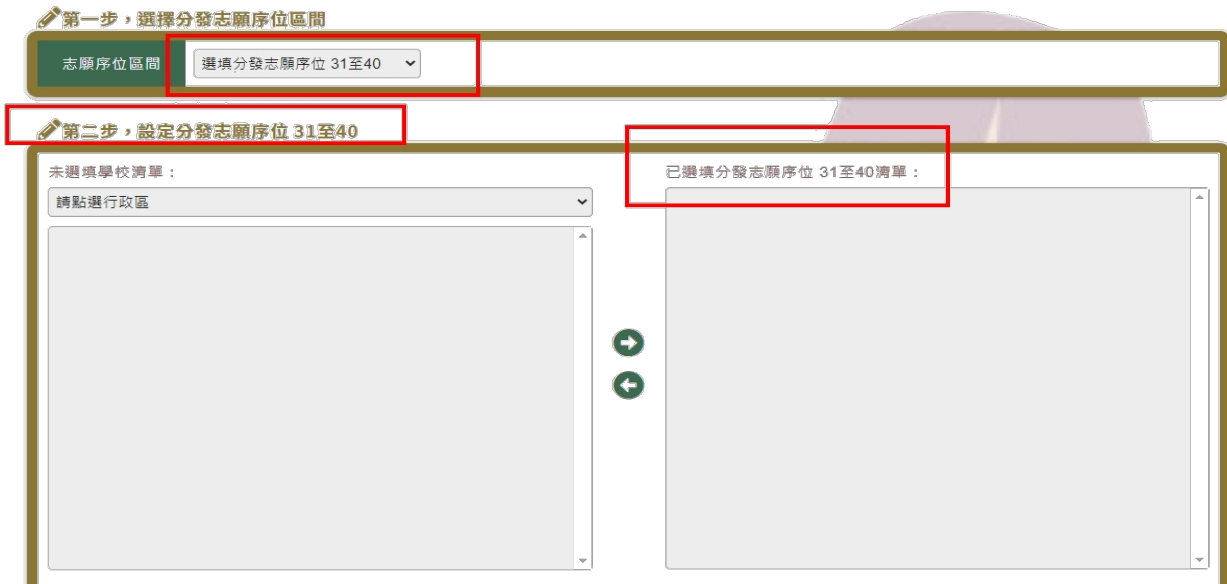 第一步，選擇分發志願序位區間
志願序位區間
選填分發志願序位 31至40
第二步，設定分發志願序位 31至40
未選填學校清單：
請點選行政區
已選填分發志願序位 31至40清單：